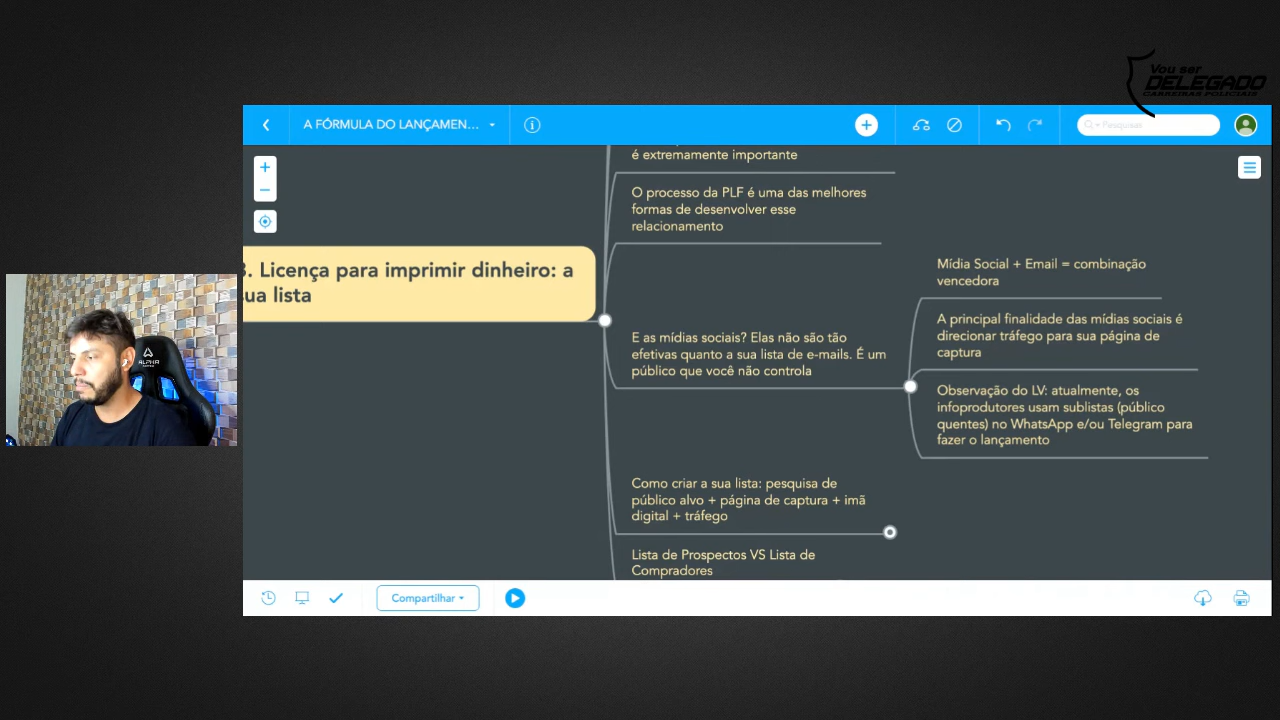 Vou ser
DELEGADO
CARREIRAS POLICIAIS
A FÓRMULA DO LANÇAMEN...
Pesquisar
é extremamente importante
O processo da PLF é uma das melhores
formas de desenvolver esse
relacionamento
3. Licença para imprimir dinheiro: a
sua lista
Mídia Social + Email = combinação
vencedora
A principal finalidade das mídias sociais é
direcionar tráfego para sua página de
captura
E as mídias sociais? Elas não são tão
efetivas quanto a sua lista de e-mails. É um
público que você não controla
Observação do LV: atualmente, os
infoprodutores usam sublistas (público
quentes) no WhatsApp e/ou Telegram para
fazer o lançamento
Como criar a sua lista: pesquisa de
público alvo + página de captura + imã
digital + tráfego
Lista de Prospectos VS Lista de
Compradores
ALPHA
Compartilhar